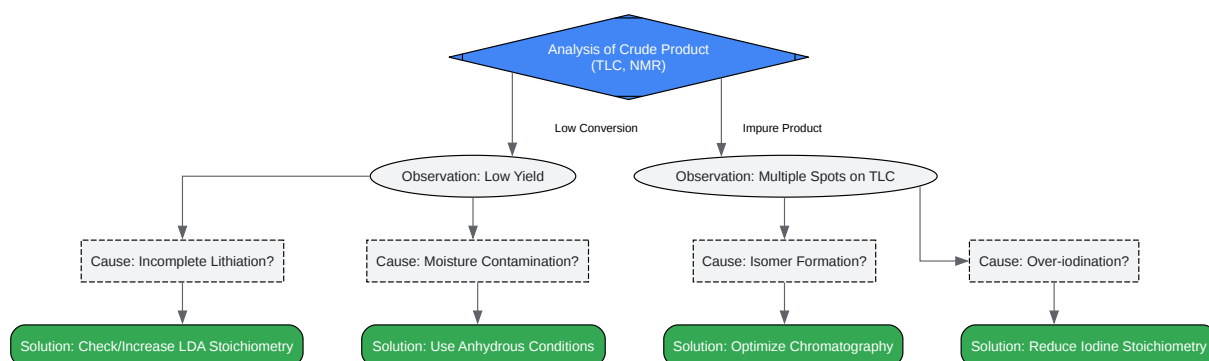 Analysis of Crude Product
(TLC, NMR)
Low Conversion
Impure Product
Observation: Low Yield
Observation: Multiple Spots on TLC
Cause: Incomplete Lithiation?
Cause: Moisture Contamination?
Cause: Isomer Formation?
Cause: Over-iodination?
Solution: Check/Increase LDA Stoichiometry
Solution: Use Anhydrous Conditions
Solution: Optimize Chromatography
Solution: Reduce Iodine Stoichiometry